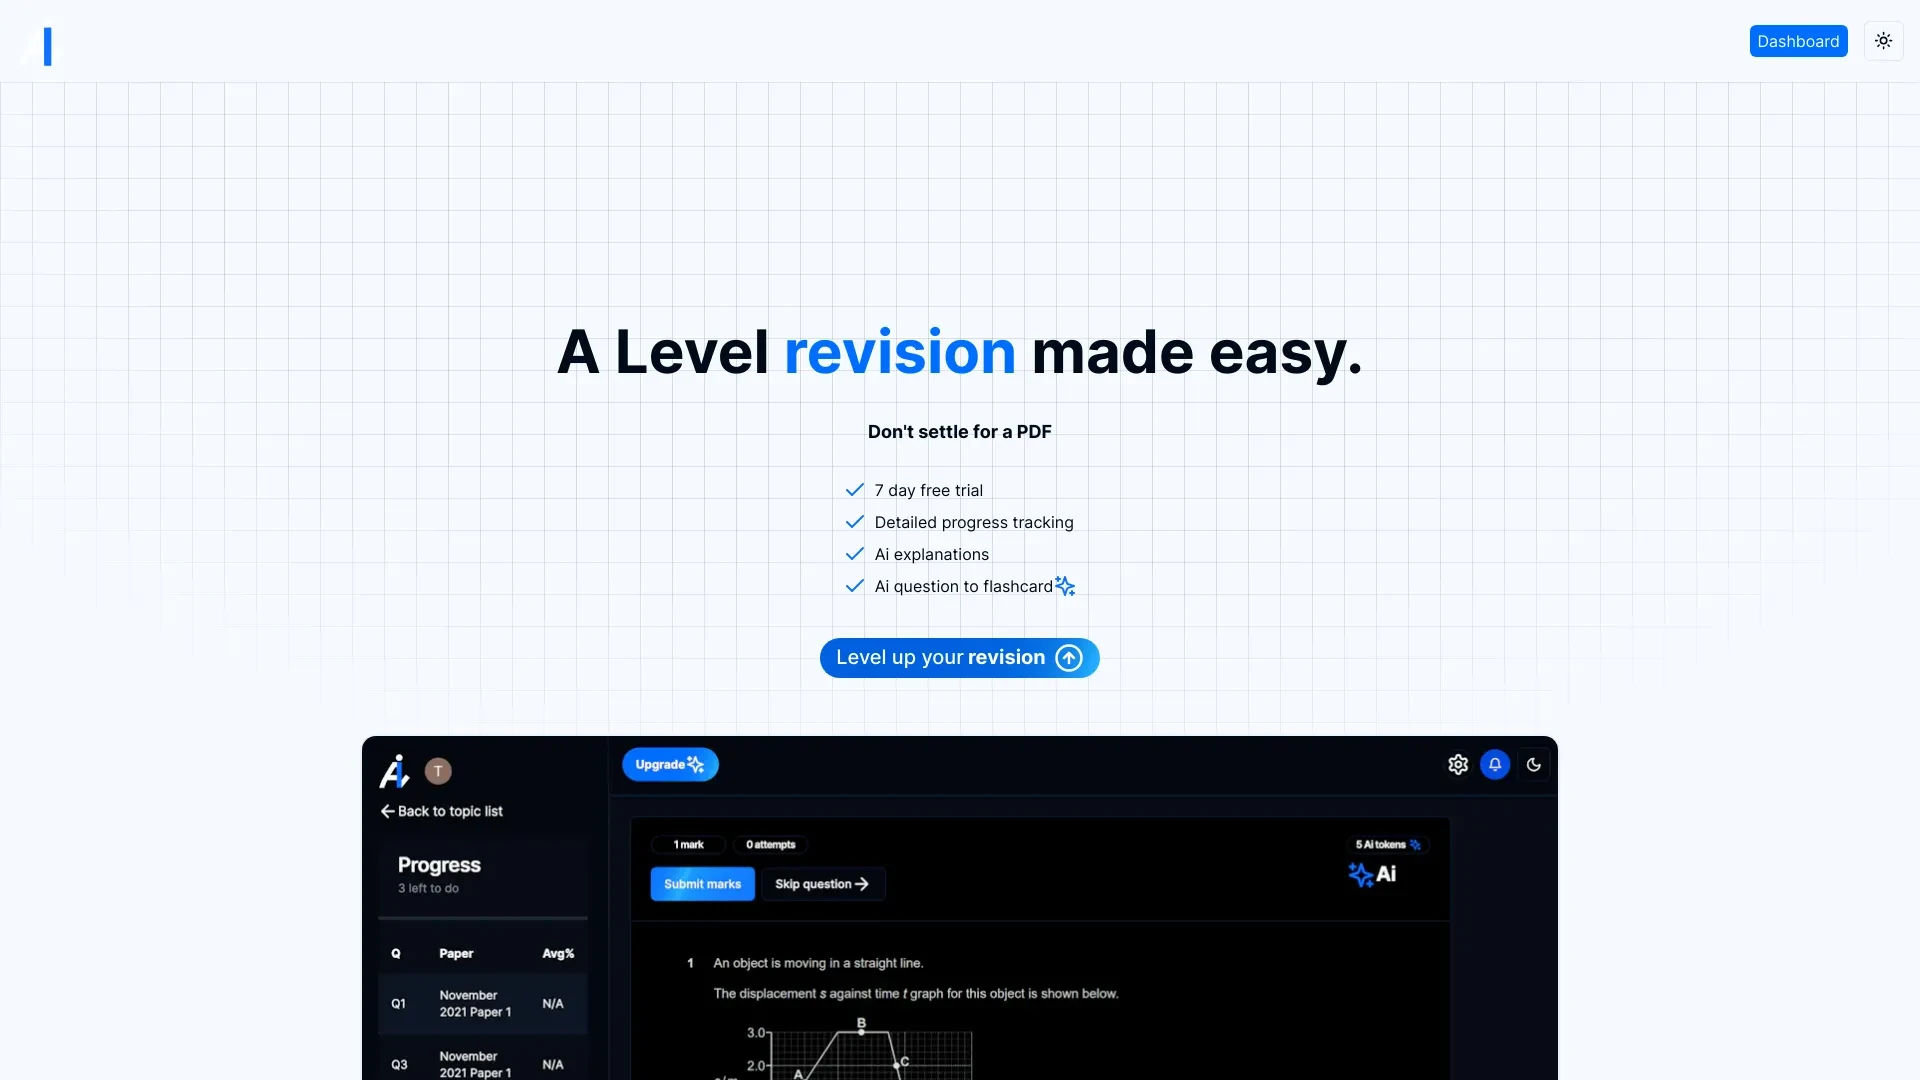 Dashboard
A Level revision made easy.
Don't settle for a PDF
7 day free trial
Detailed progress tracking
Ai explanations
Ai question to flashcard
Level up your revision
T
Upgrade
Back to topic list
Progress
3 left to do
Q Paper Avg%
Q1 November 2021 Paper 1 N/A
Q3 November 2021 Paper 1 N/A
1 mark 0 attempts
5 Ai tokens
Submit marks Skip question
Ai
1 An object is moving in a straight line.
The displacement s against time t graph for this object is shown below.
B
3.0
C
2.0
A